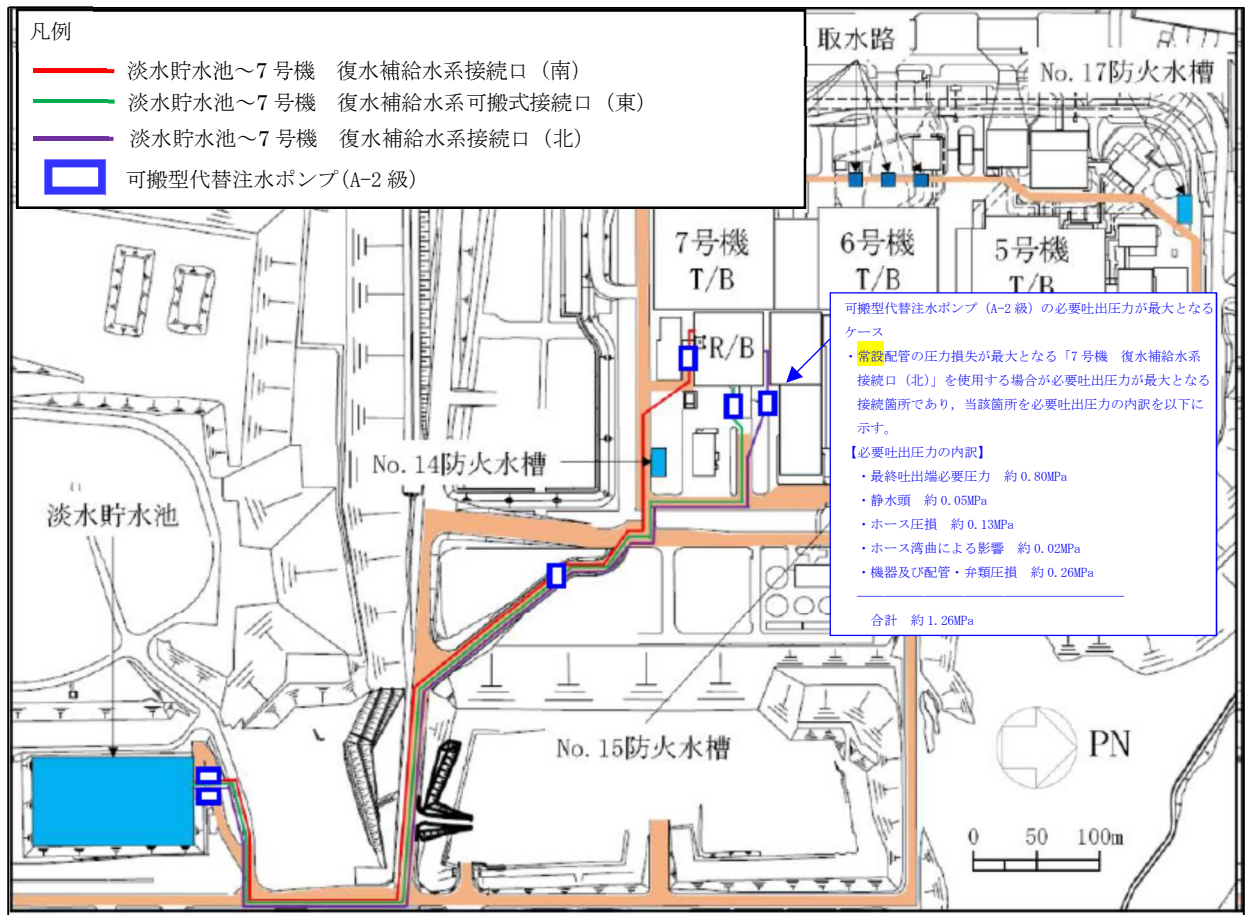 凡例
淡水貯水池～7 号機　復水補給水系接続口（南）
淡水貯水池～7 号機　復水補給水系可搬式接続口（東）
淡水貯水池～7 号機　復水補給水系接続口（北）
可搬型代替注水ポンプ(A-2 級)
取水路
No.17防火水槽
7号機
T/B
6号機
T/B
5号機
T/B
R/B
可搬型代替注水ポンプ（A-2 級）の必要吐出圧力が最大となる
ケース
・常設配管の圧力損失が最大となる「7 号機　復水補給水系
接続口（北）」を使用する場合が必要吐出圧力が最大となる
接続箇所であり，当該箇所を必要吐出圧力の内訳を以下に
示す。
【必要吐出圧力の内訳】
・最終吐出端必要圧力　約 0.80MPa
・静水頭　約 0.05MPa
・ホース圧損　約 0.13MPa
・ホース湾曲による影響　約 0.02MPa
・機器及び配管・弁類圧損　約 0.26MPa
合計　約 1.26MPa
No.14防火水槽
淡水貯水池
No.15防火水槽
PN
0 50 100m